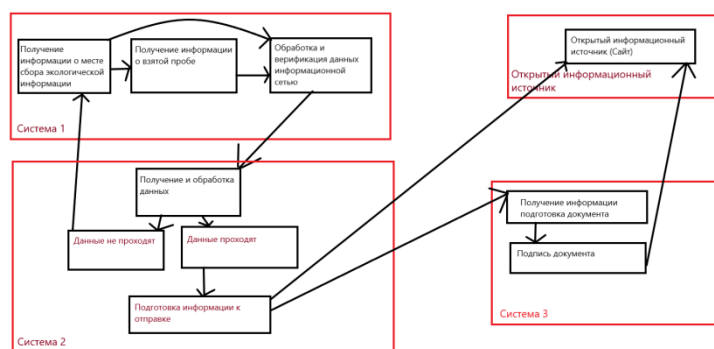 Получение
информации о месте
сбора экологической
информации
Получение информации
о взятой пробе
Обработка и
верификация данных
информационной
сетью
Система 1
Открытый информационный
источник (Сайт)
Открытый информационный
источник
Получение и обработка
данных
Данные не проходят
Данные проходят
Подготовка информации к
отправке
Система 2
Получение информации
подготовка документа
Подпись документа
Система 3